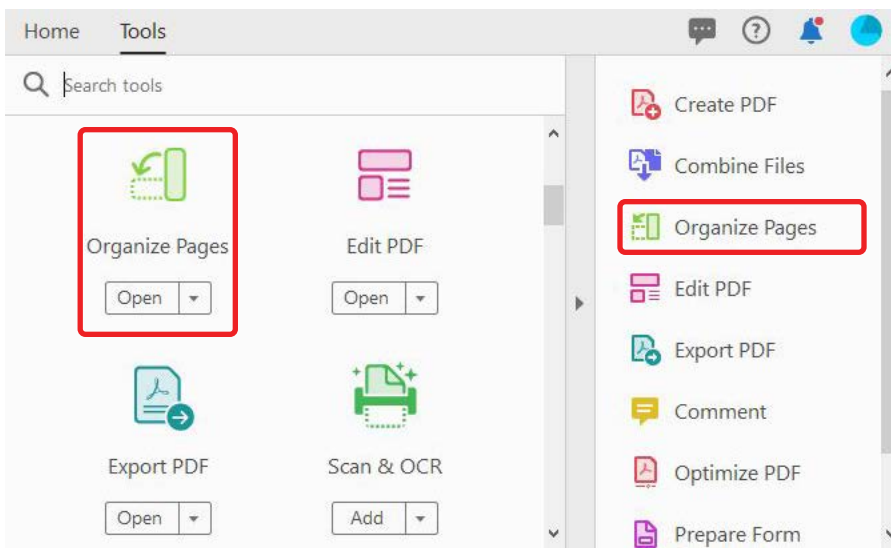 Home Tools
Search tools
Organize Pages Edit PDF
Open Open
Export PDF Scan & OCR
Open Add
Create PDF
Combine Files
Organize Pages
Edit PDF
Export PDF
Comment
Optimize PDF
Prepare Form